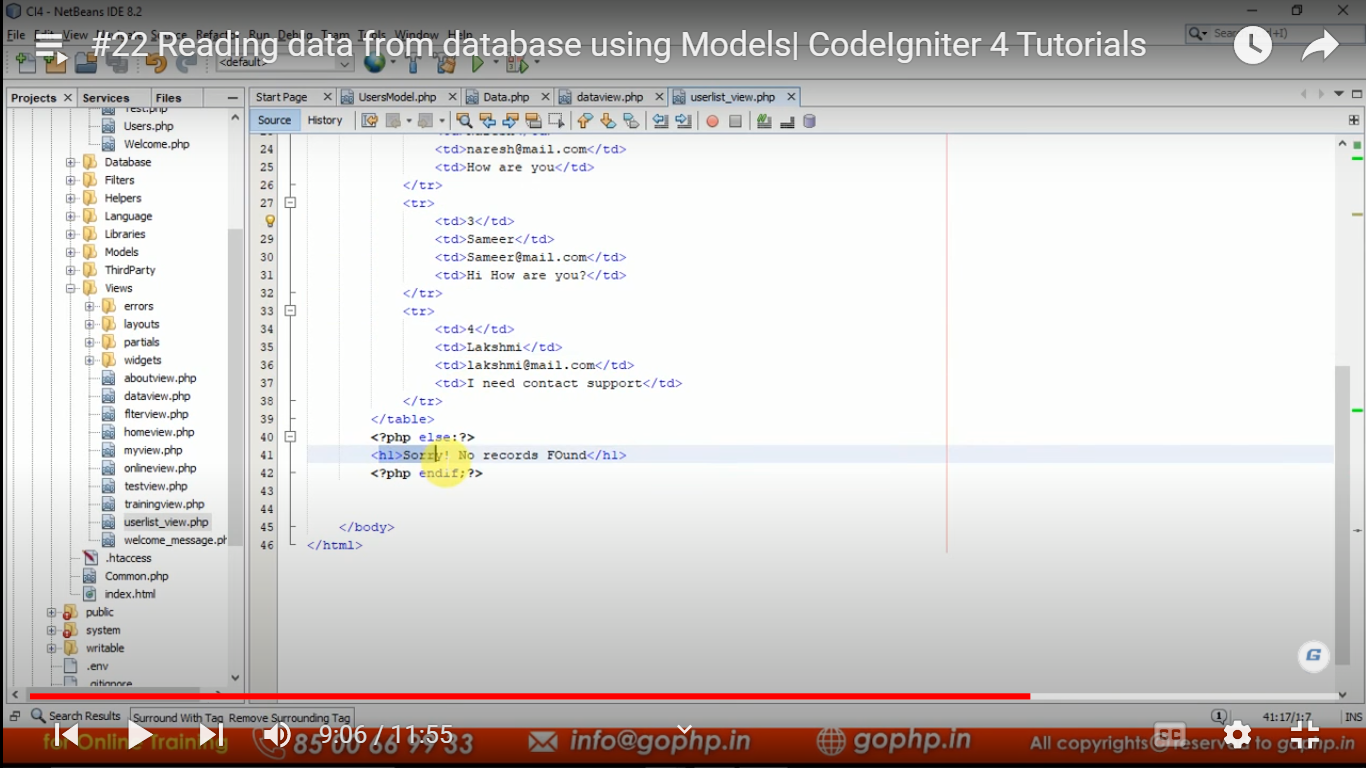 CI4 - NetBeans IDE 8.2
File Edit View Navigate Source Refactor Run Debug Team Tools Window Help
#22 Reading data from database using Models| CodeIgniter 4 Tutorials
<default>
Projects Services Files
Start Page UsersModel.php Data.php dataview.php userlist_view.php
Source History
Test.php
Users.php
Welcome.php
Database
Filters
Helpers
Language
Libraries
Models
ThirdParty
Views
errors
layouts
partials
widgets
aboutview.php
dataview.php
flterview.php
homeview.php
myview.php
onlineview.php
testview.php
trainingview.php
userlist_view.php
welcome_message.ph
.htaccess
Common.php
index.html
public
system
writable
.env
.gitignore
24 <td>naresh@mail.com</td>
25 <td>How are you</td>
26 </tr>
27 <tr>
<td>3</td>
29 <td>Sameer</td>
30 <td>Sameer@mail.com</td>
31 <td>Hi How are you?</td>
32 </tr>
33 <tr>
34 <td>4</td>
35 <td>Lakshmi</td>
36 <td>lakshmi@mail.com</td>
37 <td>I need contact support</td>
38 </tr>
39 </table>
40 <?php else:?>
41 <h1>Sorry! No records FOund</h1>
42 <?php endif;?>
43
44
45 </body>
46 </html>
G
Search Results Surround With Tag Remove Surrounding Tag
1 41:17/1:7 INS
for Online Training 85 00 66 99 33 info@gophp.in gophp.in All copyrights reserved to gophp.in
9:06 / 11:55